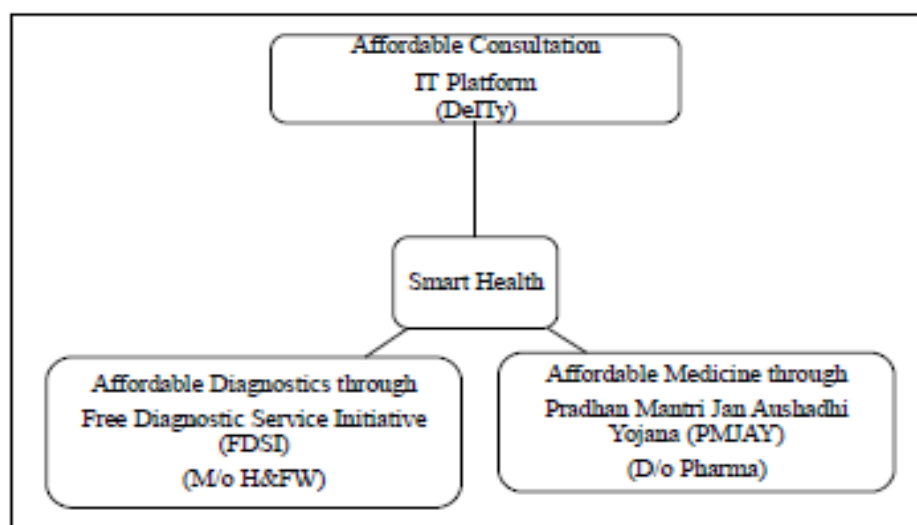 Affordable Consultation
IT Platform
(DeITy)
Smart Health
Affordable Diagnostics through
Free Diagnostic Service Initiative
(FDSI)
(M/o H&FW)
Affordable Medicine through
Pradhan Mantri Jan Aushadhi
Yojana (PMJAY)
(D/o Pharma)